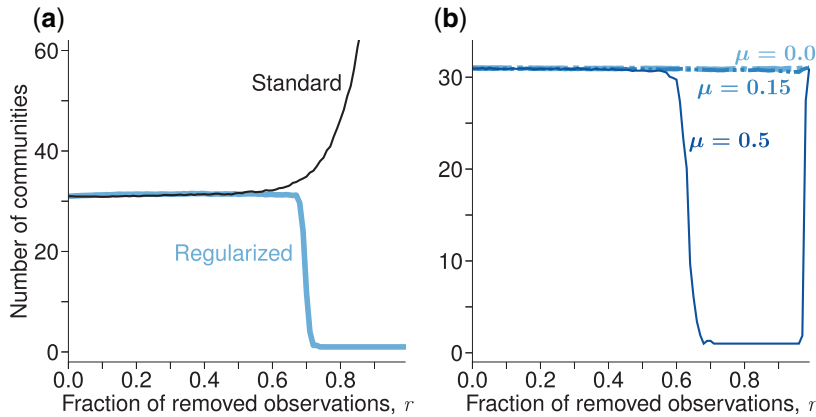 (a)
60
40
20
0
Number of communities
Standard
Regularized
0.0 0.2 0.4 0.6 0.8
Fraction of removed observations, r
(b)
30
20
10
0
μ = 0.0
μ = 0.15
μ = 0.5
0.0 0.2 0.4 0.6 0.8
Fraction of removed observations, r